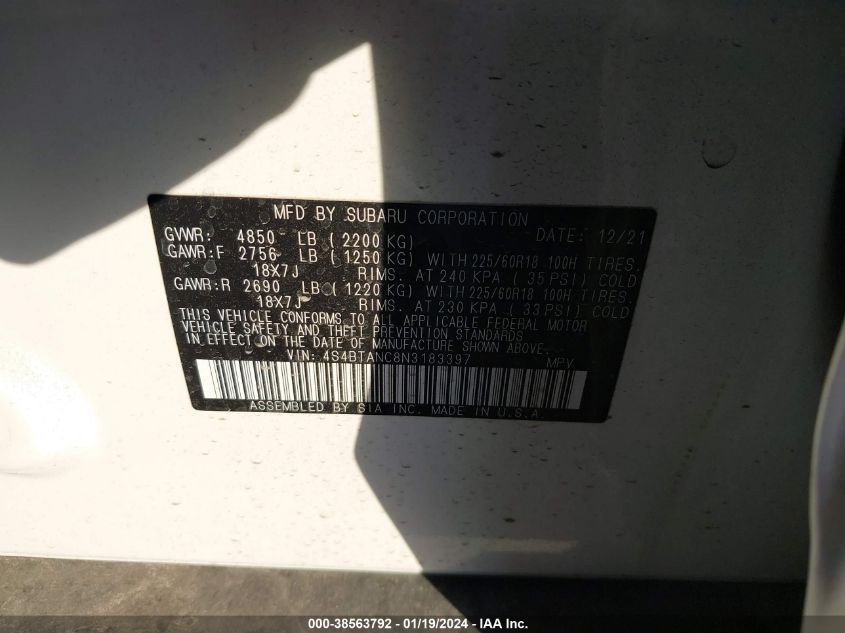 MFD BY SUBARU CORPORATION DATE: 12/21
GVWR: 4850 LB (2200 KG)
GAWR:F 2756 LB (1250 KG) WITH 225/60R18 100H TIRES.
18X7J RIMS. AT 240 KPA (35 PSI) COLD
GAWR:R 2690 LB (1220 KG) WITH 225/60R18 100H TIRES.
18X7J RIMS. AT 230 KPA (33 PSI) COLD
THIS VEHICLE CONFORMS TO ALL APPLICABLE FEDERAL MOTOR
VEHICLE SAFETY AND THEFT PREVENTION STANDARDS
IN EFFECT ON THE DATE OF MANUFACTURE SHOWN ABOVE.
VIN: 4S4BTANC8N3183397 MPV
ASSEMBLED BY SIA INC. MADE IN U.S.A.
000-38563792 - 01/19/2024 - IAA Inc.